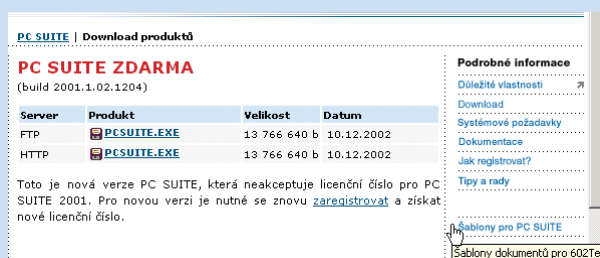 PC SUITE | Download produktů
PC SUITE ZDARMA
(build 2001.1.02.1204)
Server Produkt Velikost Datum
FTP PCSUITE.EXE 13 766 640 b 10.12.2002
HTTP PCSUITE.EXE 13 766 640 b 10.12.2002
Toto je nová verze PC SUITE, která neakceptuje licenční číslo pro PC
SUITE 2001. Pro novou verzi je nutné se znovu zaregistrovat a získat
nové licenční číslo.
Podrobné informace
Důležité vlastnosti
Download
Systémové požadavky
Dokumentace
Jak registrovat?
Tipy a rady
Šablony pro PC SUITE
Šablony dokumentů pro 602Te